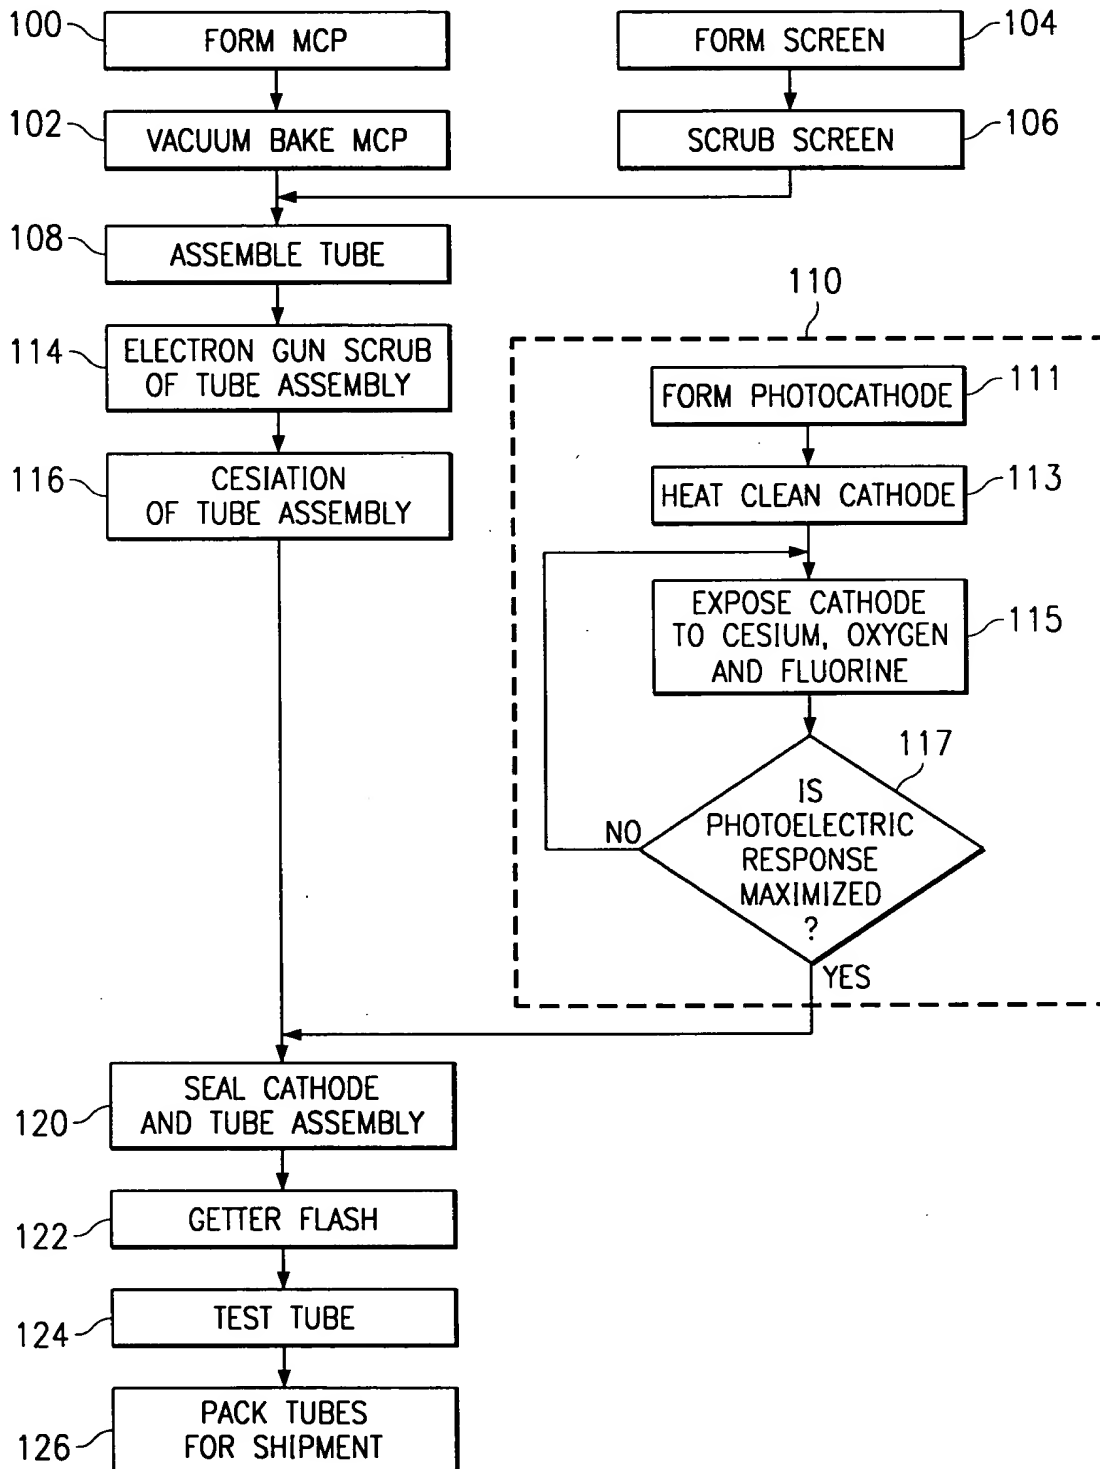 100
FORM MCP
FORM SCREEN
104
102
VACUUM BAKE MCP
SCRUB SCREEN
106
108
ASSEMBLE TUBE
110
114
ELECTRON GUN SCRUB
OF TUBE ASSEMBLY
FORM PHOTOCATHODE
111
116
CESIATION
OF TUBE ASSEMBLY
HEAT CLEAN CATHODE
113
EXPOSE CATHODE
TO CESIUM, OXYGEN
AND FLUORINE
115
117
IS
PHOTOELECTRIC
RESPONSE
MAXIMIZED
?
NO
YES
120
SEAL CATHODE
AND TUBE ASSEMBLY
122
GETTER FLASH
124
TEST TUBE
126
PACK TUBES
FOR SHIPMENT